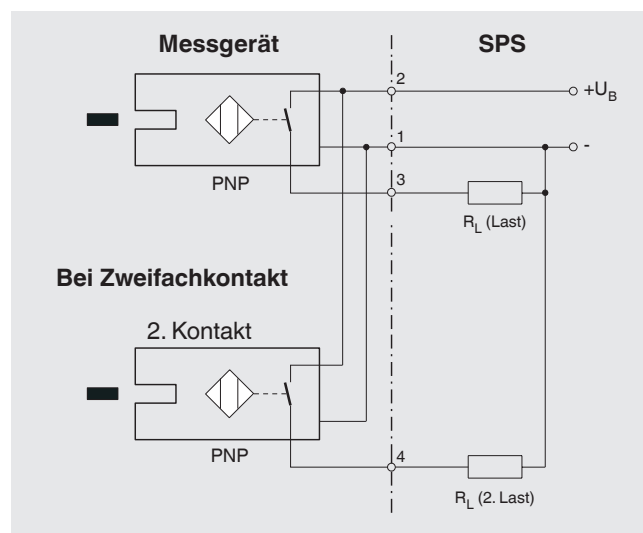 Messgerät SPS
2
+U_B
1
-
3
PNP
R_L (Last)
Bei Zweifachkontakt
2. Kontakt
4
PNP
R_L (2. Last)